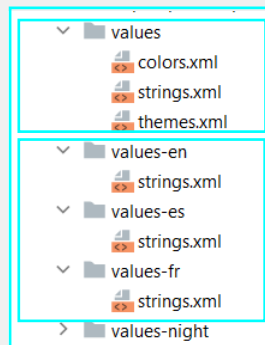 values
colors.xml
strings.xml
themes.xml
values-en
strings.xml
values-es
strings.xml
values-fr
strings.xml
values-night